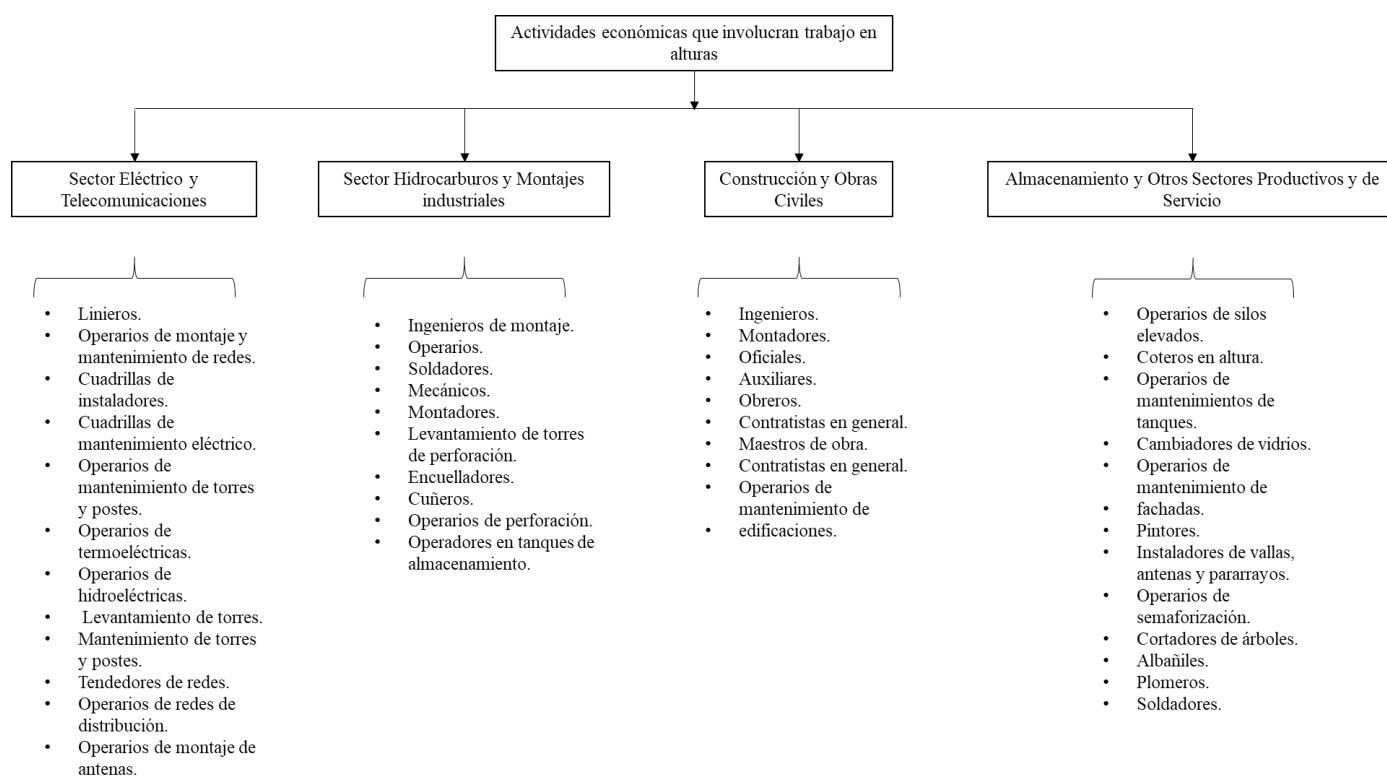 Actividades económicas que involucran trabajo en
alturas
Sector Eléctrico y
Telecomunicaciones
Sector Hidrocarburos y Montajes
industriales
Construcción y Obras
Civiles
Almacenamiento y Otros Sectores Productivos y de
Servicio
• Linieros.
• Operarios de montaje y
mantenimiento de redes.
• Cuadrillas de
instaladores.
• Cuadrillas de
mantenimiento eléctrico.
• Operarios de
mantenimiento de torres
y postes.
• Operarios de
termoeléctricas.
• Operarios de
hidroeléctricas.
• Levantamiento de torres.
• Mantenimiento de torres
y postes.
• Tendedores de redes.
• Operarios de redes de
distribución.
• Operarios de montaje de
antenas.
• Ingenieros de montaje.
• Operarios.
• Soldadores.
• Mecánicos.
• Montadores.
• Levantamiento de torres
de perforación.
• Encuelladores.
• Cuñeros.
• Operarios de perforación.
• Operadores en tanques de
almacenamiento.
• Ingenieros.
• Montadores.
• Oficiales.
• Auxiliares.
• Obreros.
• Contratistas en general.
• Maestros de obra.
• Contratistas en general.
• Operarios de
mantenimiento de
• edificaciones.
• Operarios de silos
elevados.
• Coteros en altura.
• Operarios de
mantenimientos de
tanques.
• Cambiadores de vidrios.
• Operarios de
mantenimiento de
• fachadas.
• Pintores.
• Instaladores de vallas,
antenas y pararrayos.
• Operarios de
semaforización.
• Cortadores de árboles.
• Albañiles.
• Plomeros.
• Soldadores.